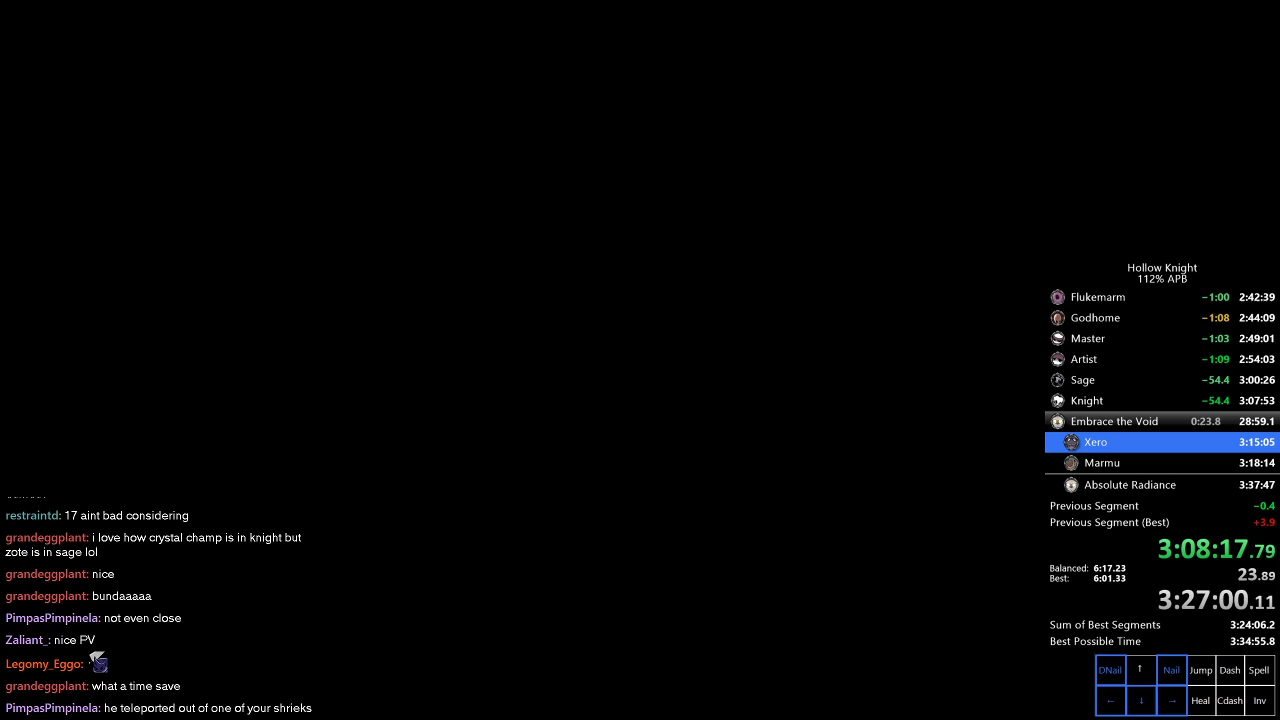 restraintd: 17 aint bad considering
grandeggplant: i love how crystal champ is in knight but
zote is in sage lol
grandeggplant: nice
grandeggplant: bundaaaaa
PimpasPimpinela: not even close
Zaliant_: nice PV
Legomy_Eggo:
grandeggplant: what a time save
PimpasPimpinela: he teleported out of one of your shrieks
Hollow Knight
112% APB
Flukemarm −1:00 2:42:39
Godhome −1:08 2:44:09
Master −1:03 2:49:01
Artist −1:09 2:54:03
Sage −54.4 3:00:26
Knight −54.4 3:07:53
Embrace the Void 0:23.8 28:59.1
Xero 3:15:05
Marmu 3:18:14
Absolute Radiance 3:37:47
Previous Segment −0.4
Previous Segment (Best) +3.9
3:08:17.79
Balanced: 6:17.23
Best: 6:01.33
23.89
3:27:00.11
Sum of Best Segments 3:24:06.2
Best Possible Time 3:34:55.8
DNail ↑ Nail Jump Dash Spell
← ↓ → Heal Cdash Inv